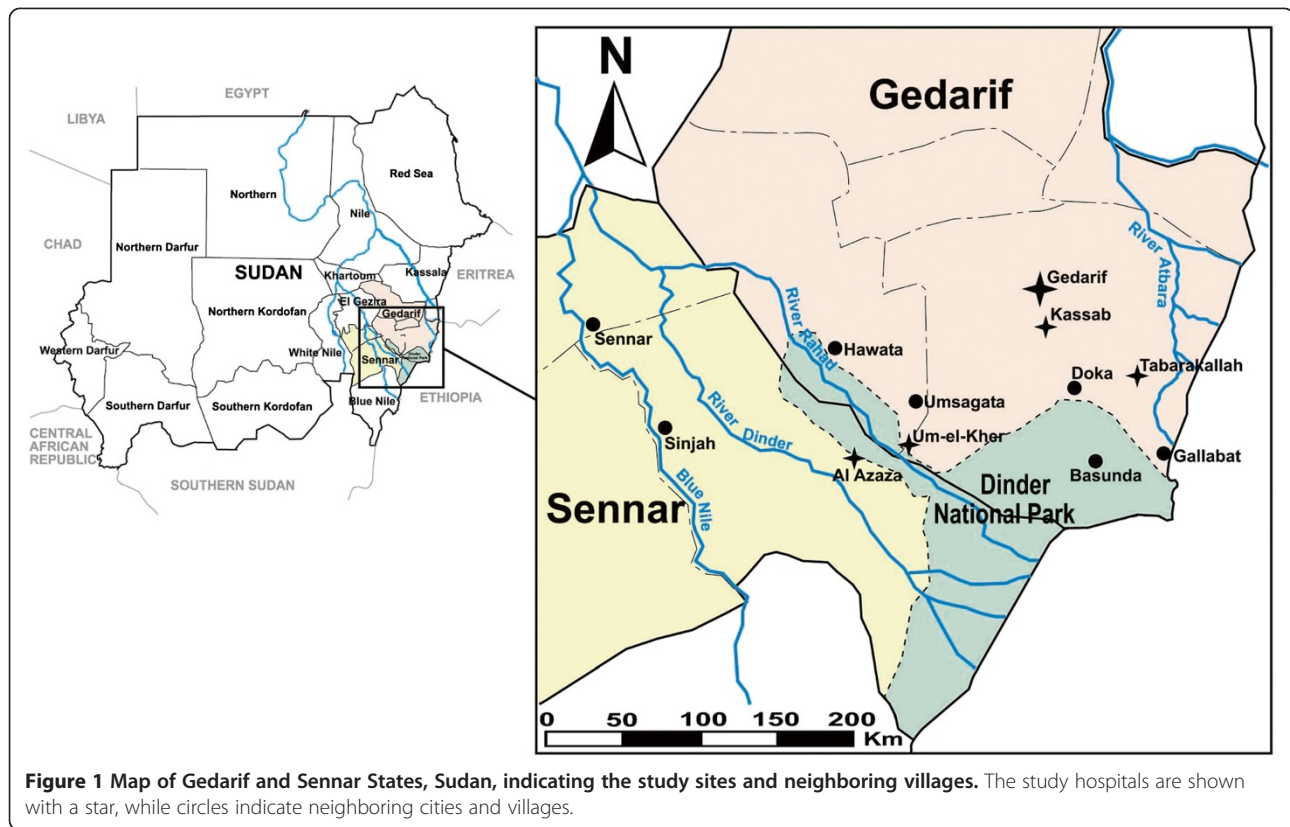 EGYPT
LIBYA
Red Sea
Northern
Nile
CHAD
Northern Darfur
SUDAN
Khartoum
Kassala
ERITREA
El Gezira
Northern Kordofan
Gedarif
Western Darfur
White Nile
Sennar
Dinder
National Park
Southern Darfur
Southern Kordofan
Blue Nile
ETHIOPIA
CENTRAL
AFRICAN
REPUBLIC
SOUTHERN SUDAN
N
Gedarif
River Atbara
Gedarif
Kassab
River Rahad
Sennar
Hawata
Tabarakallah
Doka
Umsagata
River Dinder
Sinjah
Um-el-Kher
Gallabat
Al Azaza
Basunda
Blue Nile
Dinder
National Park
Sennar
0 50 100 150 200
Km
Figure 1 Map of Gedarif and Sennar States, Sudan, indicating the study sites and neighboring villages. The study hospitals are shown
with a star, while circles indicate neighboring cities and villages.